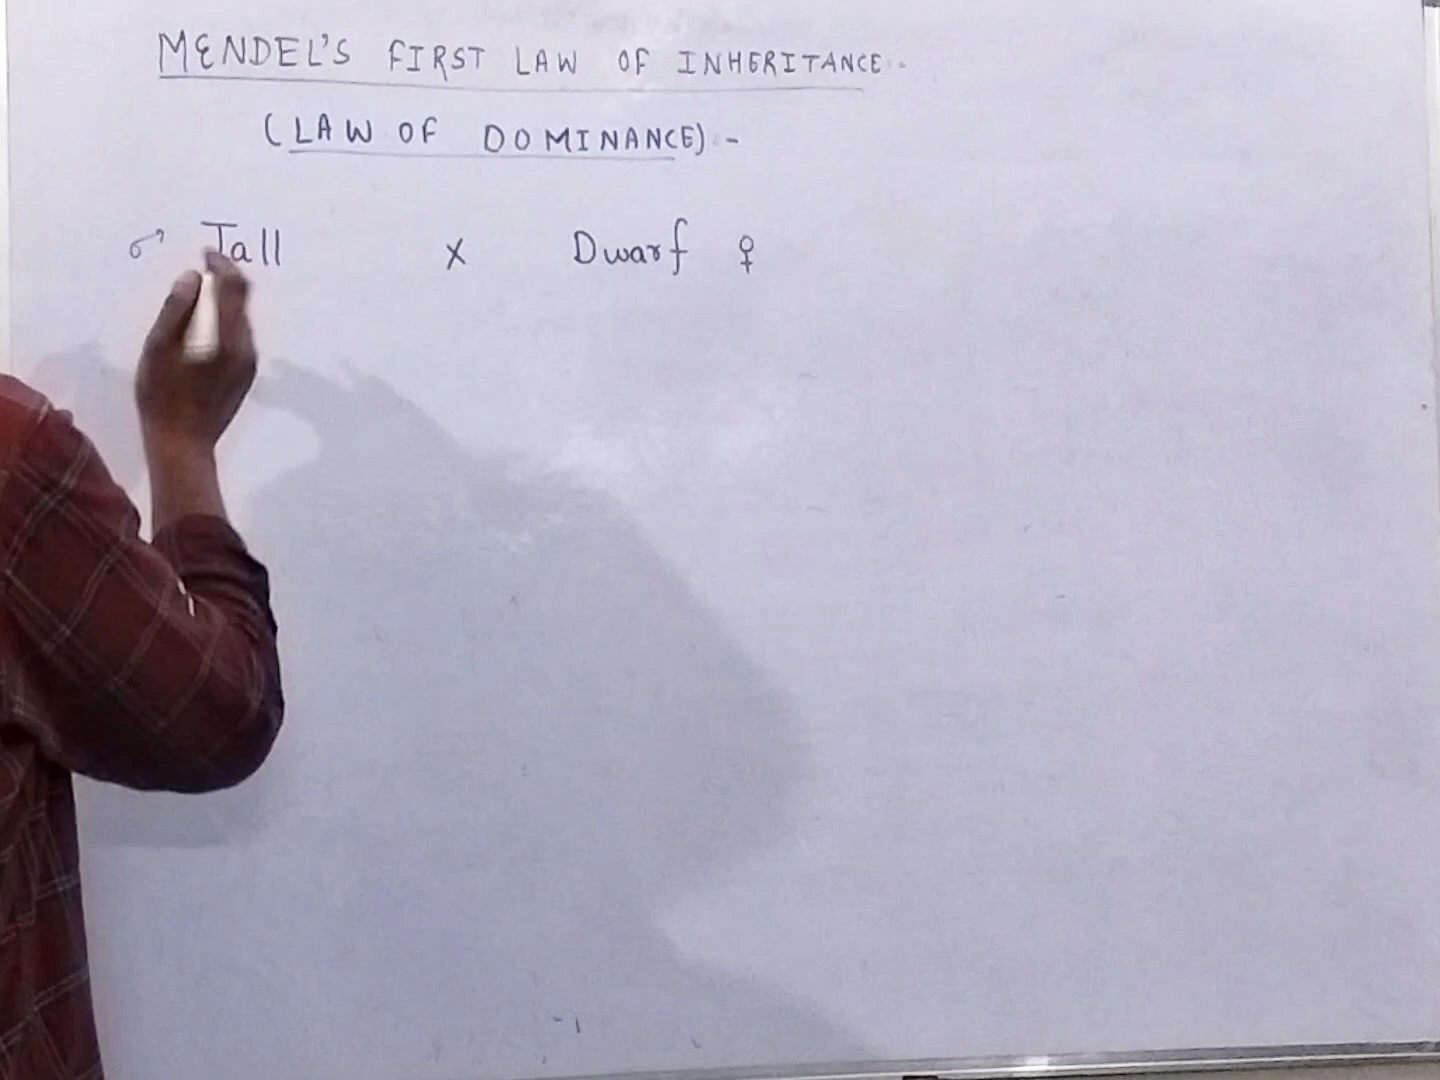 MENDEL'S FIRST LAW OF INHERITANCE :-
(LAW OF DOMINANCE) :-
♂ Tall x Dwarf ♀